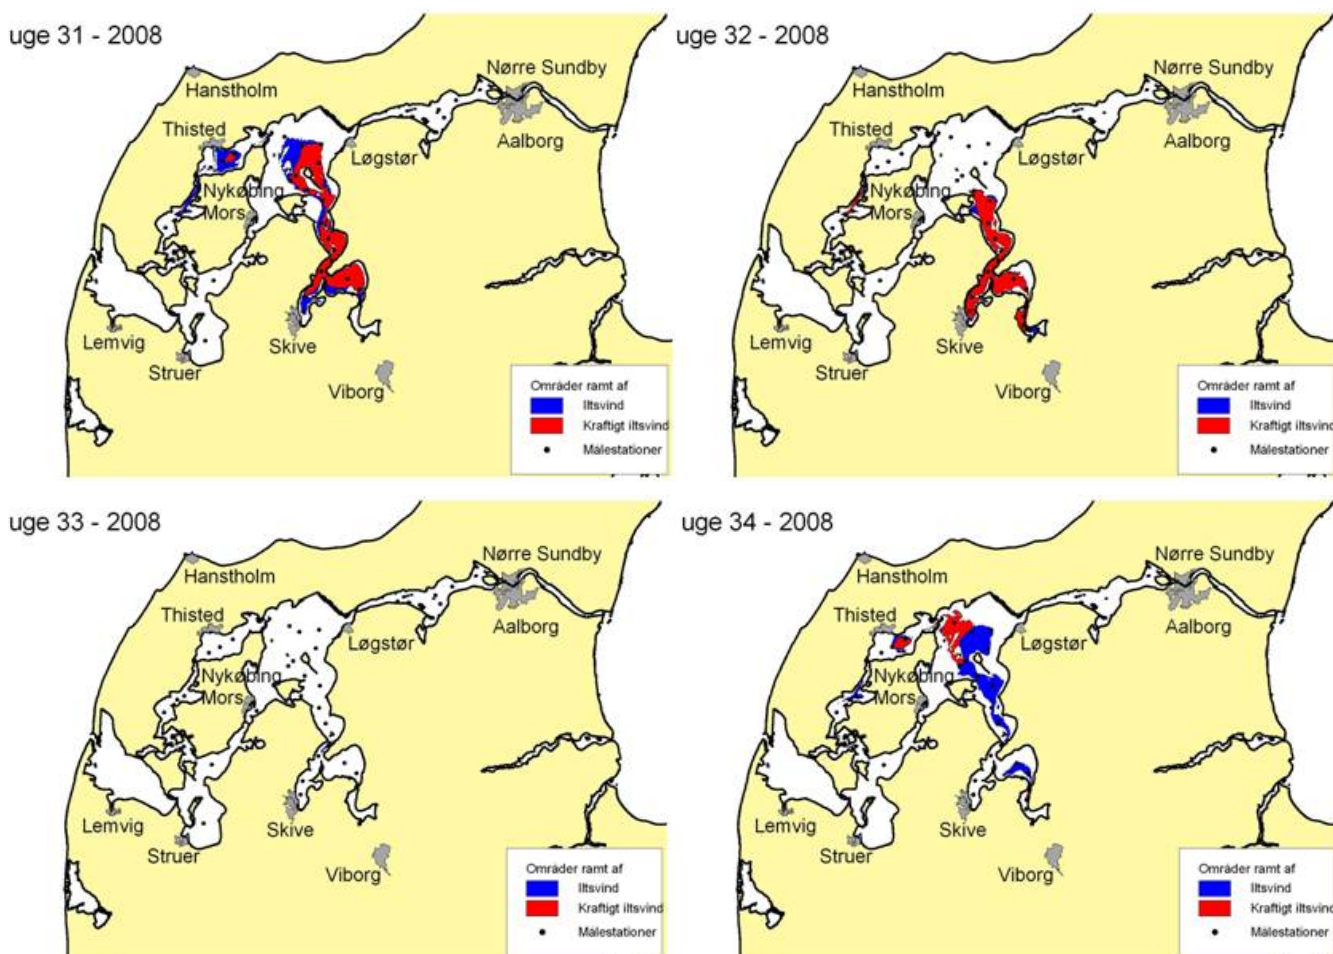 uge 31 - 2008
Hanstholm
Nørre Sundby
Thisted
Aalborg
Løgstør
Nykøbing
Mors
Lemvig
Skive
Struer
Viborg
Områder ramt af
Iltsvind
Kraftigt iltsvind
Målestationer
uge 32 - 2008
Hanstholm
Nørre Sundby
Thisted
Aalborg
Løgstør
Nykøbing
Mors
Lemvig
Skive
Struer
Viborg
Områder ramt af
Iltsvind
Kraftigt iltsvind
Målestationer
uge 33 - 2008
Hanstholm
Nørre Sundby
Thisted
Aalborg
Løgstør
Nykøbing
Mors
Lemvig
Skive
Struer
Viborg
Områder ramt af
Iltsvind
Kraftigt iltsvind
Målestationer
uge 34 - 2008
Hanstholm
Nørre Sundby
Thisted
Aalborg
Løgstør
Nykøbing
Mors
Lemvig
Skive
Struer
Viborg
Områder ramt af
Iltsvind
Kraftigt iltsvind
Målestationer